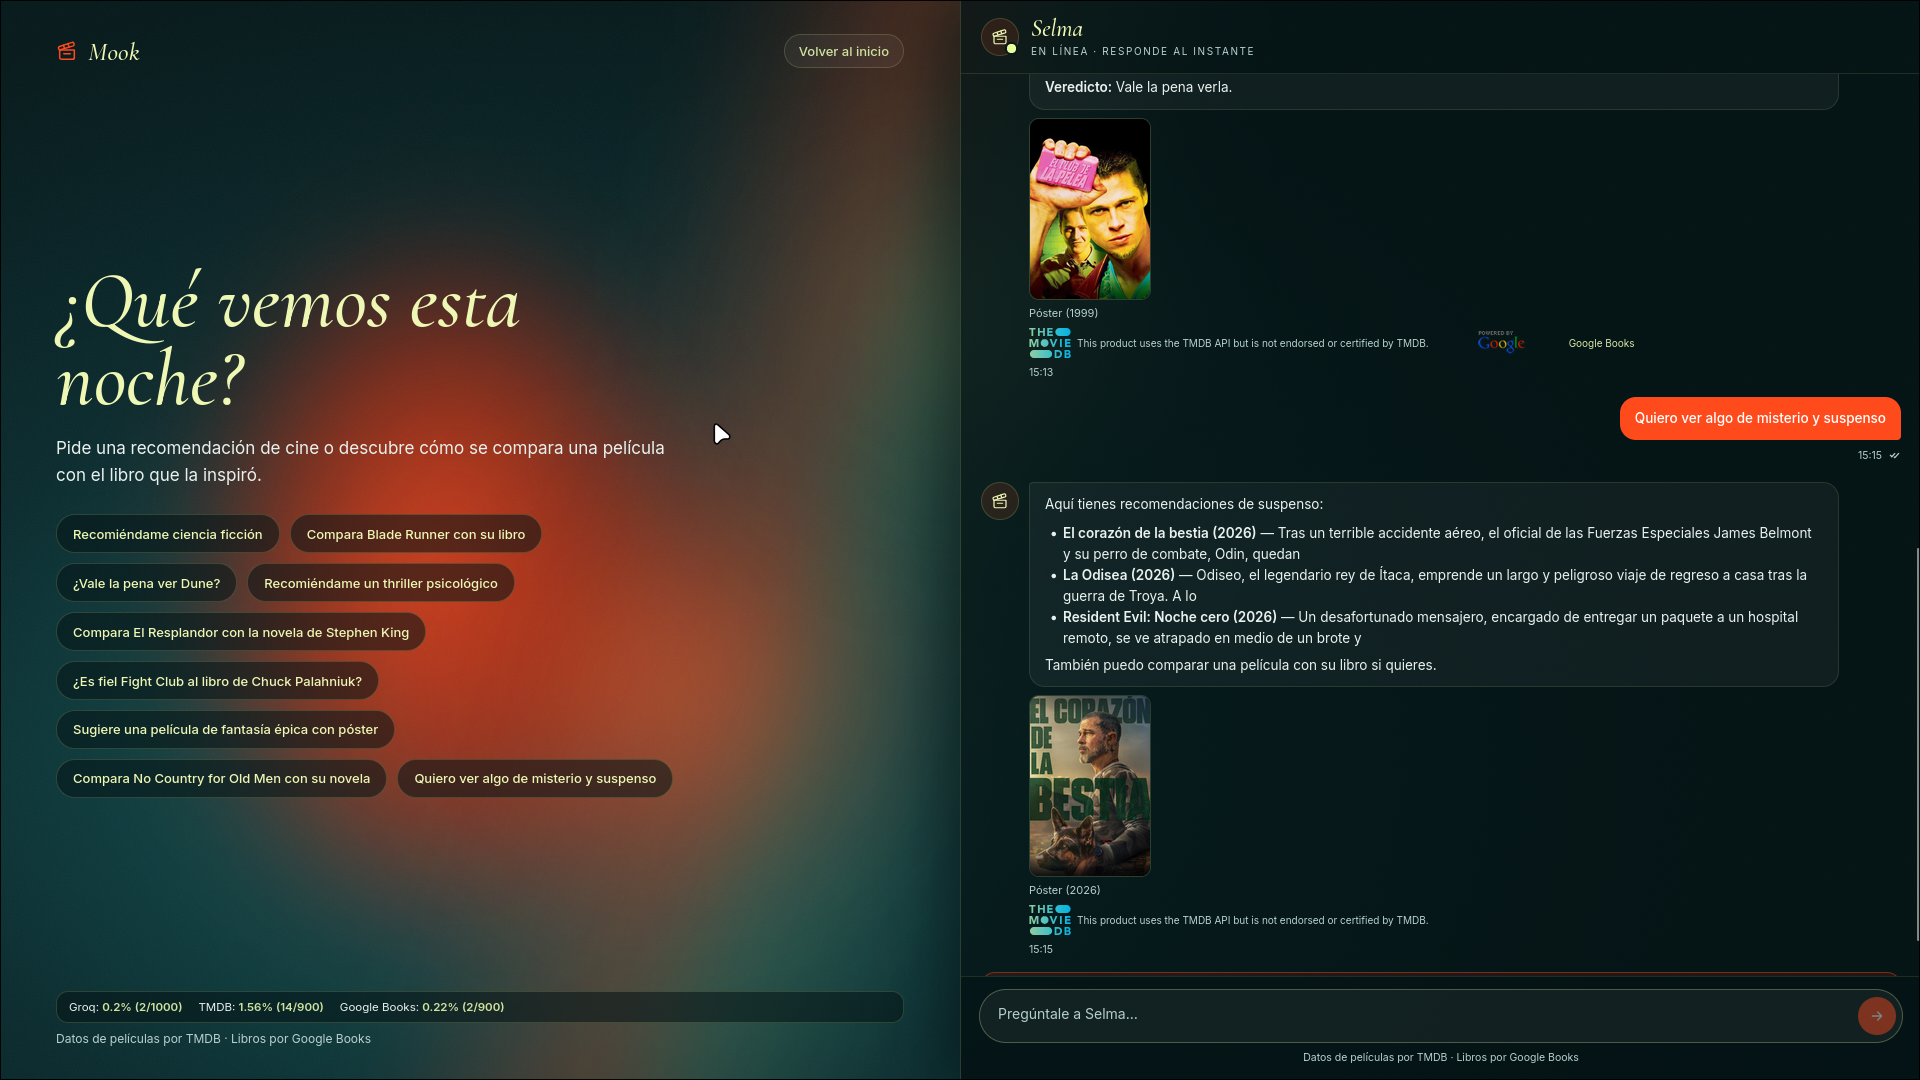 Mook
Volver al inicio
¿Qué vemos esta
noche?
Pide una recomendación de cine o descubre cómo se compara una película
con el libro que la inspiró.
Recomiéndame ciencia ficción
Compara Blade Runner con su libro
¿Vale la pena ver Dune?
Recomiéndame un thriller psicológico
Compara El Resplandor con la novela de Stephen King
¿Es fiel Fight Club al libro de Chuck Palahniuk?
Sugiere una película de fantasía épica con póster
Compara No Country for Old Men con su novela
Quiero ver algo de misterio y suspenso
Groq: 0.2% (2/1000) TMDB: 1.56% (14/900) Google Books: 0.22% (2/900)
Datos de películas por TMDB · Libros por Google Books
Selma
EN LÍNEA · RESPONDE AL INSTANTE
Veredicto: Vale la pena verla.
EL CLUB DE
LA PELEA
Póster (1999)
THE
MOVIE
DB
This product uses the TMDB API but is not endorsed or certified by TMDB.
POWERED BY
Google
Google Books
15:13
Quiero ver algo de misterio y suspenso
15:15
Aquí tienes recomendaciones de suspenso:
• El corazón de la bestia (2026) — Tras un terrible accidente aéreo, el oficial de las Fuerzas Especiales James Belmont
y su perro de combate, Odin, quedan
• La Odisea (2026) — Odiseo, el legendario rey de Ítaca, emprende un largo y peligroso viaje de regreso a casa tras la
guerra de Troya. A lo
• Resident Evil: Noche cero (2026) — Un desafortunado mensajero, encargado de entregar un paquete a un hospital
remoto, se ve atrapado en medio de un brote y
También puedo comparar una película con su libro si quieres.
EL CORAZÓN
DE
LA
BESTIA
Póster (2026)
THE
MOVIE
DB
This product uses the TMDB API but is not endorsed or certified by TMDB.
15:15
Pregúntale a Selma...
Datos de películas por TMDB · Libros por Google Books